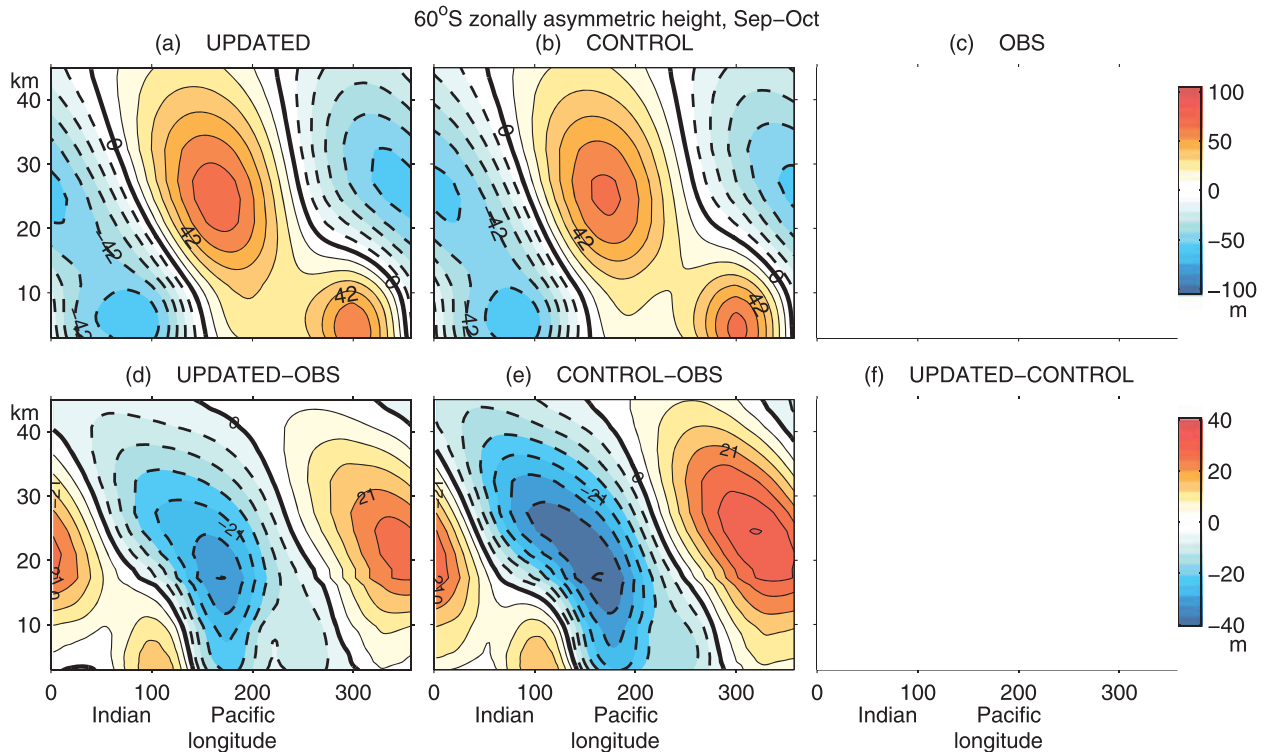 60°S zonally asymmetric height, Sep−Oct
(a) UPDATED
(b) CONTROL
(c) OBS
km
40
30
20
10
0
42
−42
−42
42
0
0
42
−42
−42
42
0
100
50
0
−50
−100
m
(d) UPDATED−OBS
(e) CONTROL−OBS
(f) UPDATED−CONTROL
km
40
30
20
10
0
−21
21
0
−21
21
40
20
0
−20
−40
m
0 100 200 300
0 100 200 300
0 100 200 300
Indian Pacific
Indian Pacific
Indian Pacific
longitude
longitude
longitude